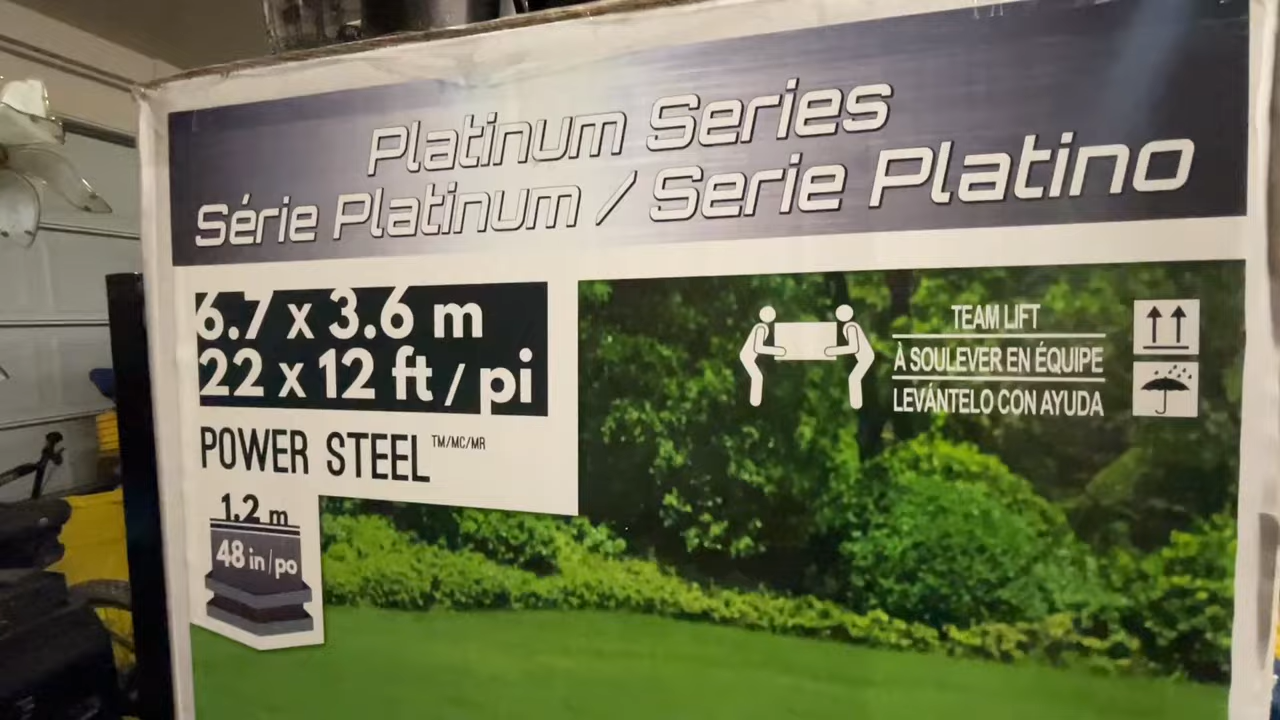 Platinum Series
Série Platinum / Serie Platino
6.7 x 3.6 m
22 x 12 ft / pi
POWER STEEL TM/MC/MR
1.2 m
48 in/po
TEAM LIFT
À SOULEVER EN ÉQUIPE
LEVÁNTELO CON AYUDA